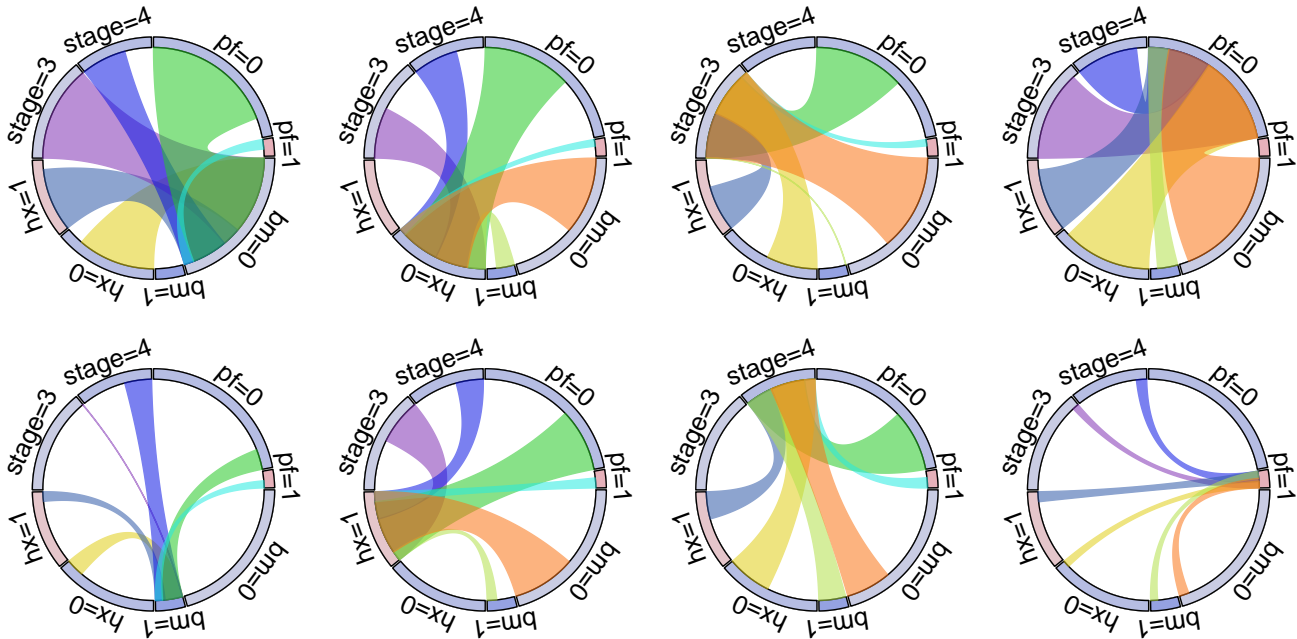 stage=4
pf=0
stage=3
pf=1
hx=1
bm=0
hx=0
bm=1
stage=4
pf=0
stage=3
pf=1
hx=1
bm=0
hx=0
bm=1
stage=4
pf=0
stage=3
pf=1
hx=1
bm=0
hx=0
bm=1
stage=4
pf=0
stage=3
pf=1
hx=1
bm=0
hx=0
bm=1
stage=4
pf=0
stage=3
pf=1
hx=1
bm=0
hx=0
bm=1
stage=4
pf=0
stage=3
pf=1
hx=1
bm=0
hx=0
bm=1
stage=4
pf=0
stage=3
pf=1
hx=1
bm=0
hx=0
bm=1
stage=4
pf=0
stage=3
pf=1
hx=1
bm=0
hx=0
bm=1